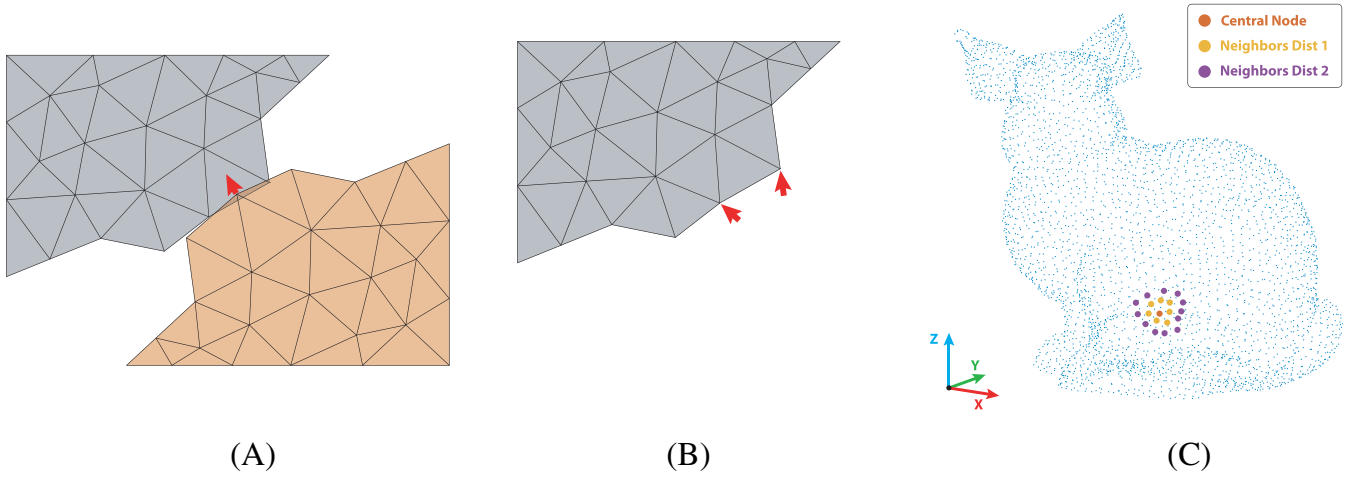 Central Node
Neighbors Dist 1
Neighbors Dist 2
Z
Y
X
(A)
(B)
(C)